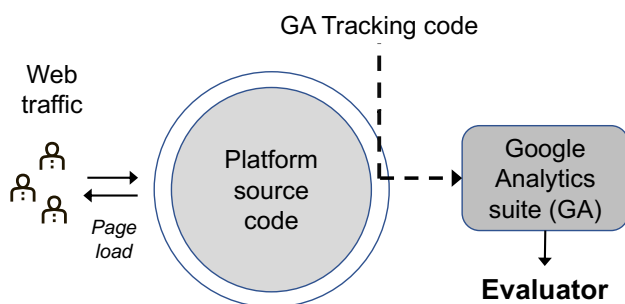 GA Tracking code
Web
traffic
Page
load
Platform
source
code
Google
Analytics
suite (GA)
Evaluator